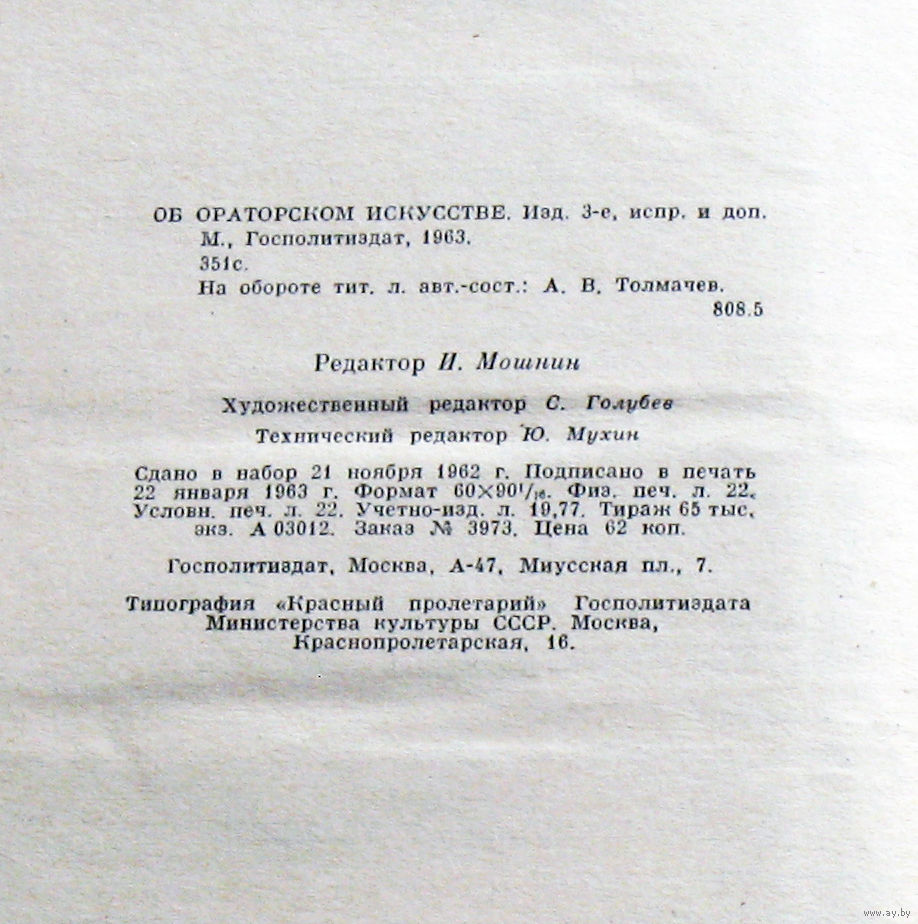 ОБ ОРАТОРСКОМ ИСКУССТВЕ. Изд. 3-е, испр. и доп.
М., Госполитиздат, 1963.
351с.
На обороте тит. л. авт.-сост.: А. В. Толмачев.
808.5
Редактор И. Мошнин
Художественный редактор С. Голубев
Технический редактор Ю. Мухин
Сдано в набор 21 ноября 1962 г. Подписано в печать
22 января 1963 г. Формат 60×90¹/₁₆. Физ. печ. л. 22.
Условн. печ. л. 22. Учетно-изд. л. 19,77. Тираж 65 тыс.
экз. А 03012. Заказ № 3973. Цена 62 коп.
Госполитиздат, Москва, А-47, Миусская пл., 7.
Типография «Красный пролетарий» Госполитиздата
Министерства культуры СССР. Москва,
Краснопролетарская, 16.
www.ay.by